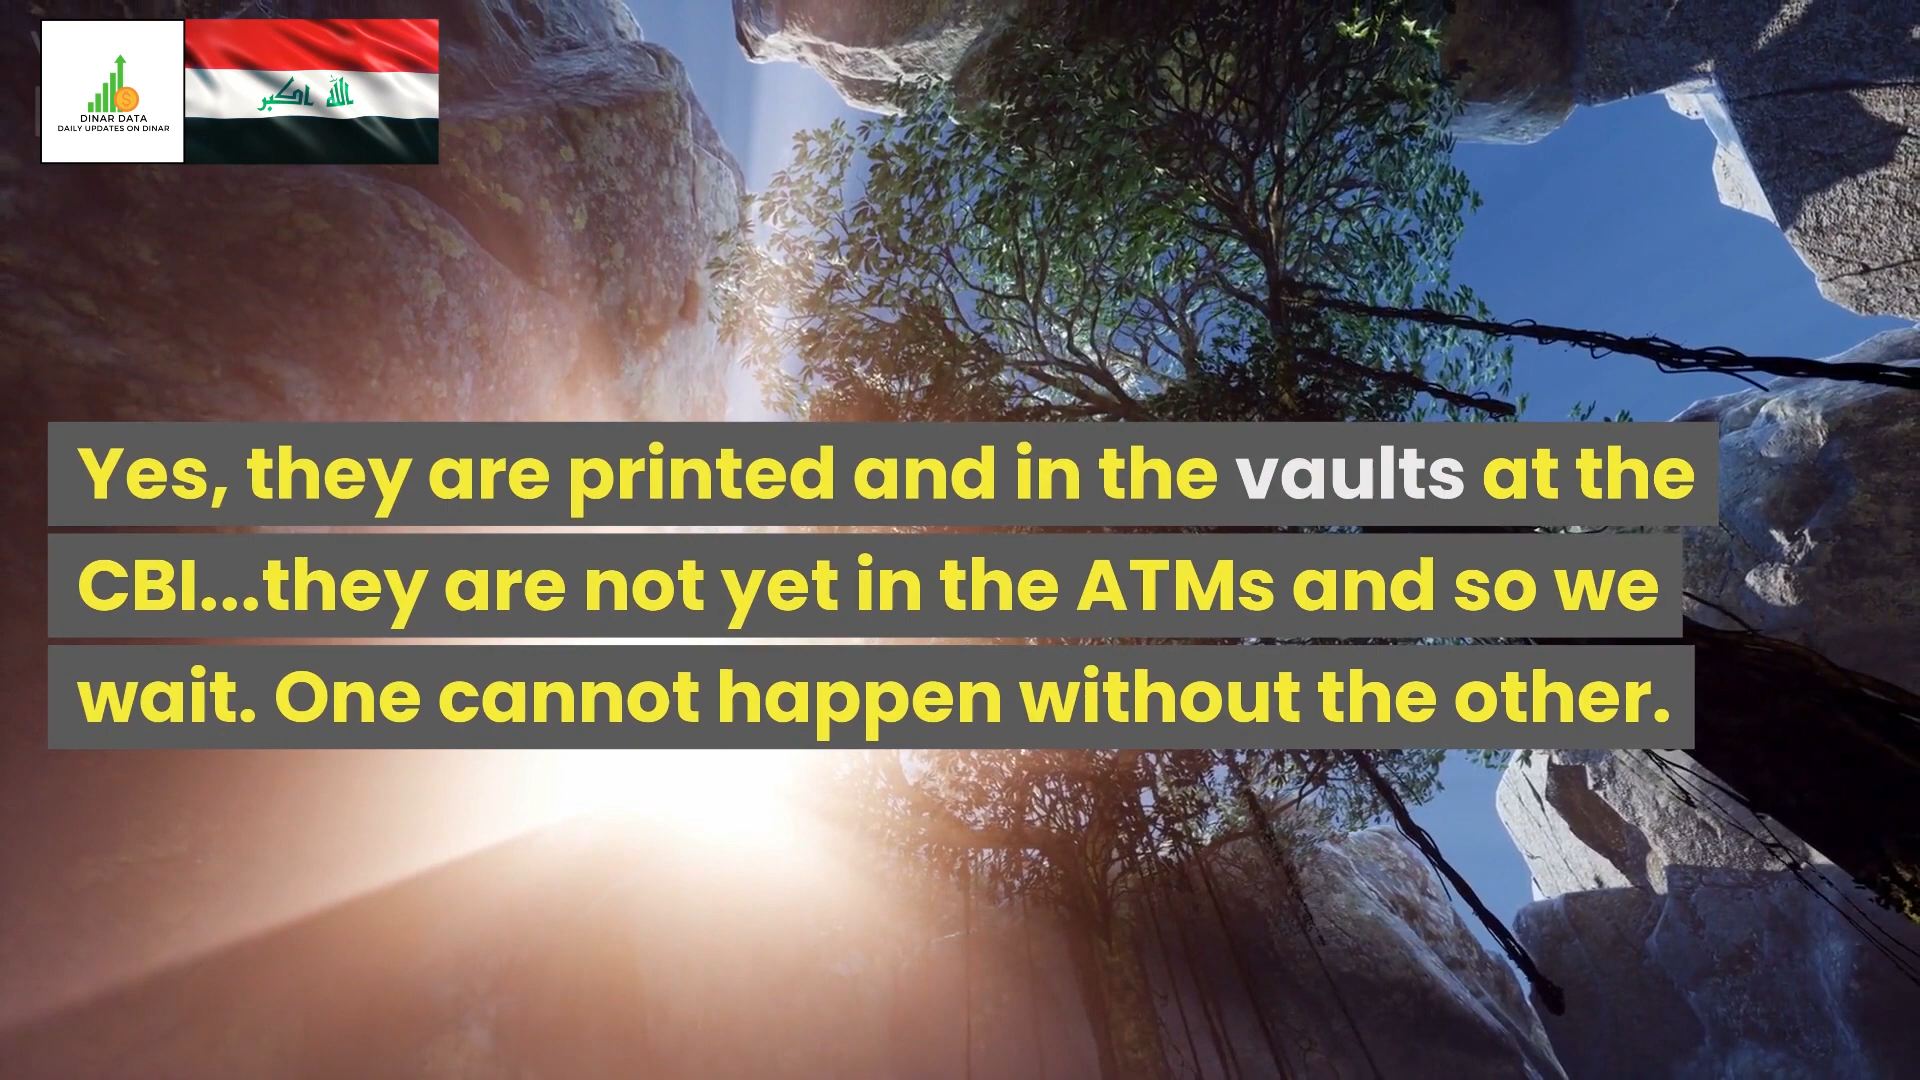 DINAR DATA
DAILY UPDATES ON DINAR
الله اكبر
Yes, they are printed and in the vaults at the
CBI...they are not yet in the ATMs and so we
wait. One cannot happen without the other.